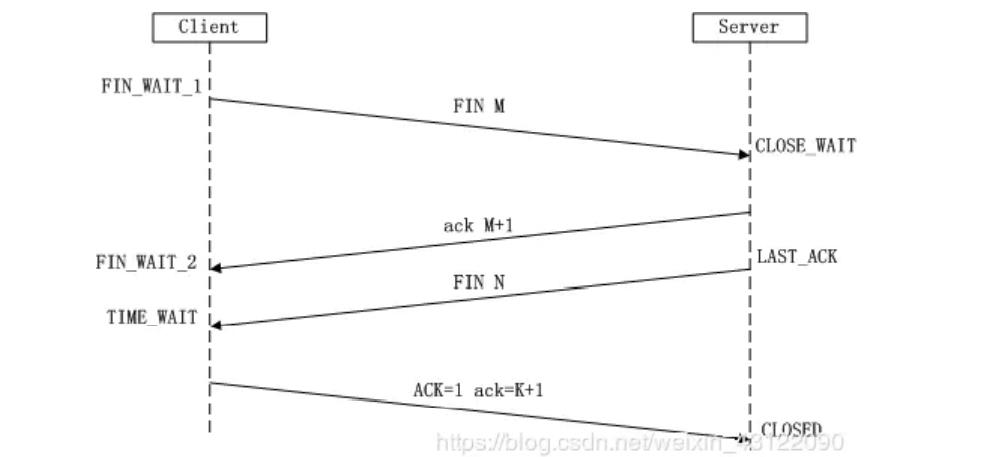 Client
Server
FIN_WAIT_1
FIN M
CLOSE_WAIT
ack M+1
FIN_WAIT_2
LAST_ACK
FIN N
TIME_WAIT
ACK=1 ack=K+1
CLOSED
https://blog.csdn.net/weixin_43122090